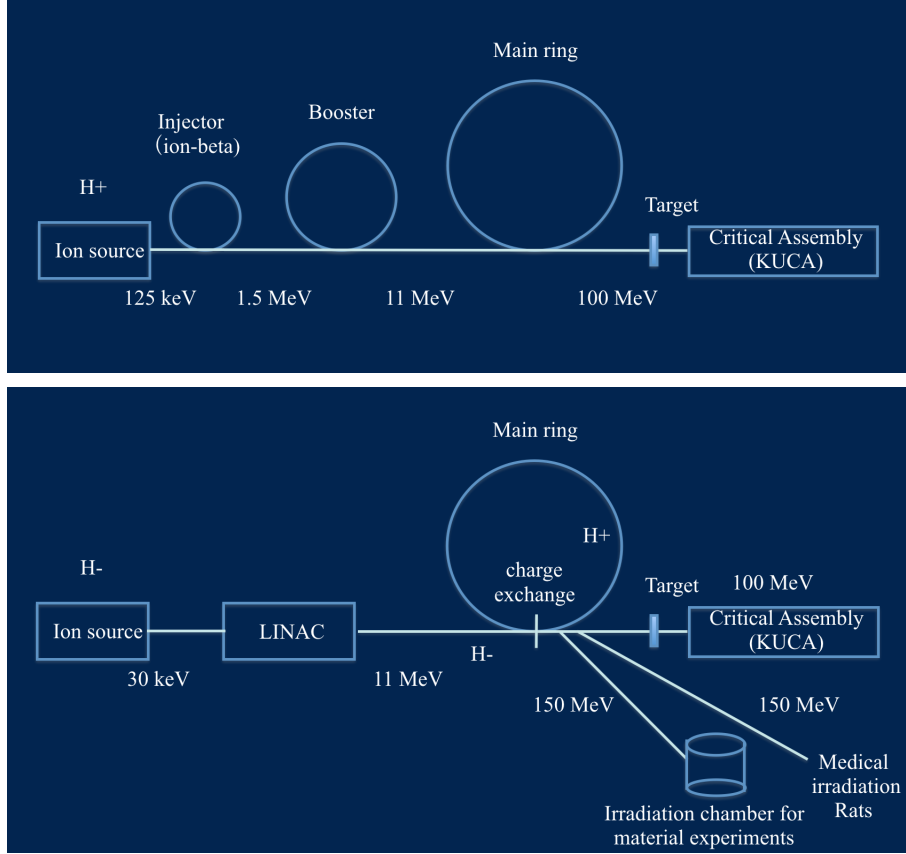 Main ring
Booster
Injector
(ion-beta)
H+
Target
Ion source
Critical Assembly
(KUCA)
125 keV
1.5 MeV
11 MeV
100 MeV
Main ring
H+
H-
charge
exchange
Target
100 MeV
Ion source
LINAC
Critical Assembly
(KUCA)
H-
30 keV
11 MeV
150 MeV
150 MeV
Medical
irradiation
Rats
Irradiation chamber for
material experiments